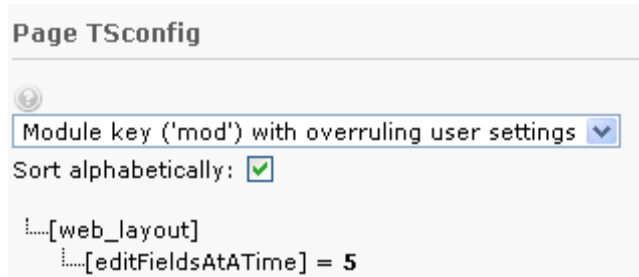 Page TSconfig
Module key ('mod') with overruling user settings
Sort alphabetically:
[web_layout]
[editFieldsAtATime] = 5